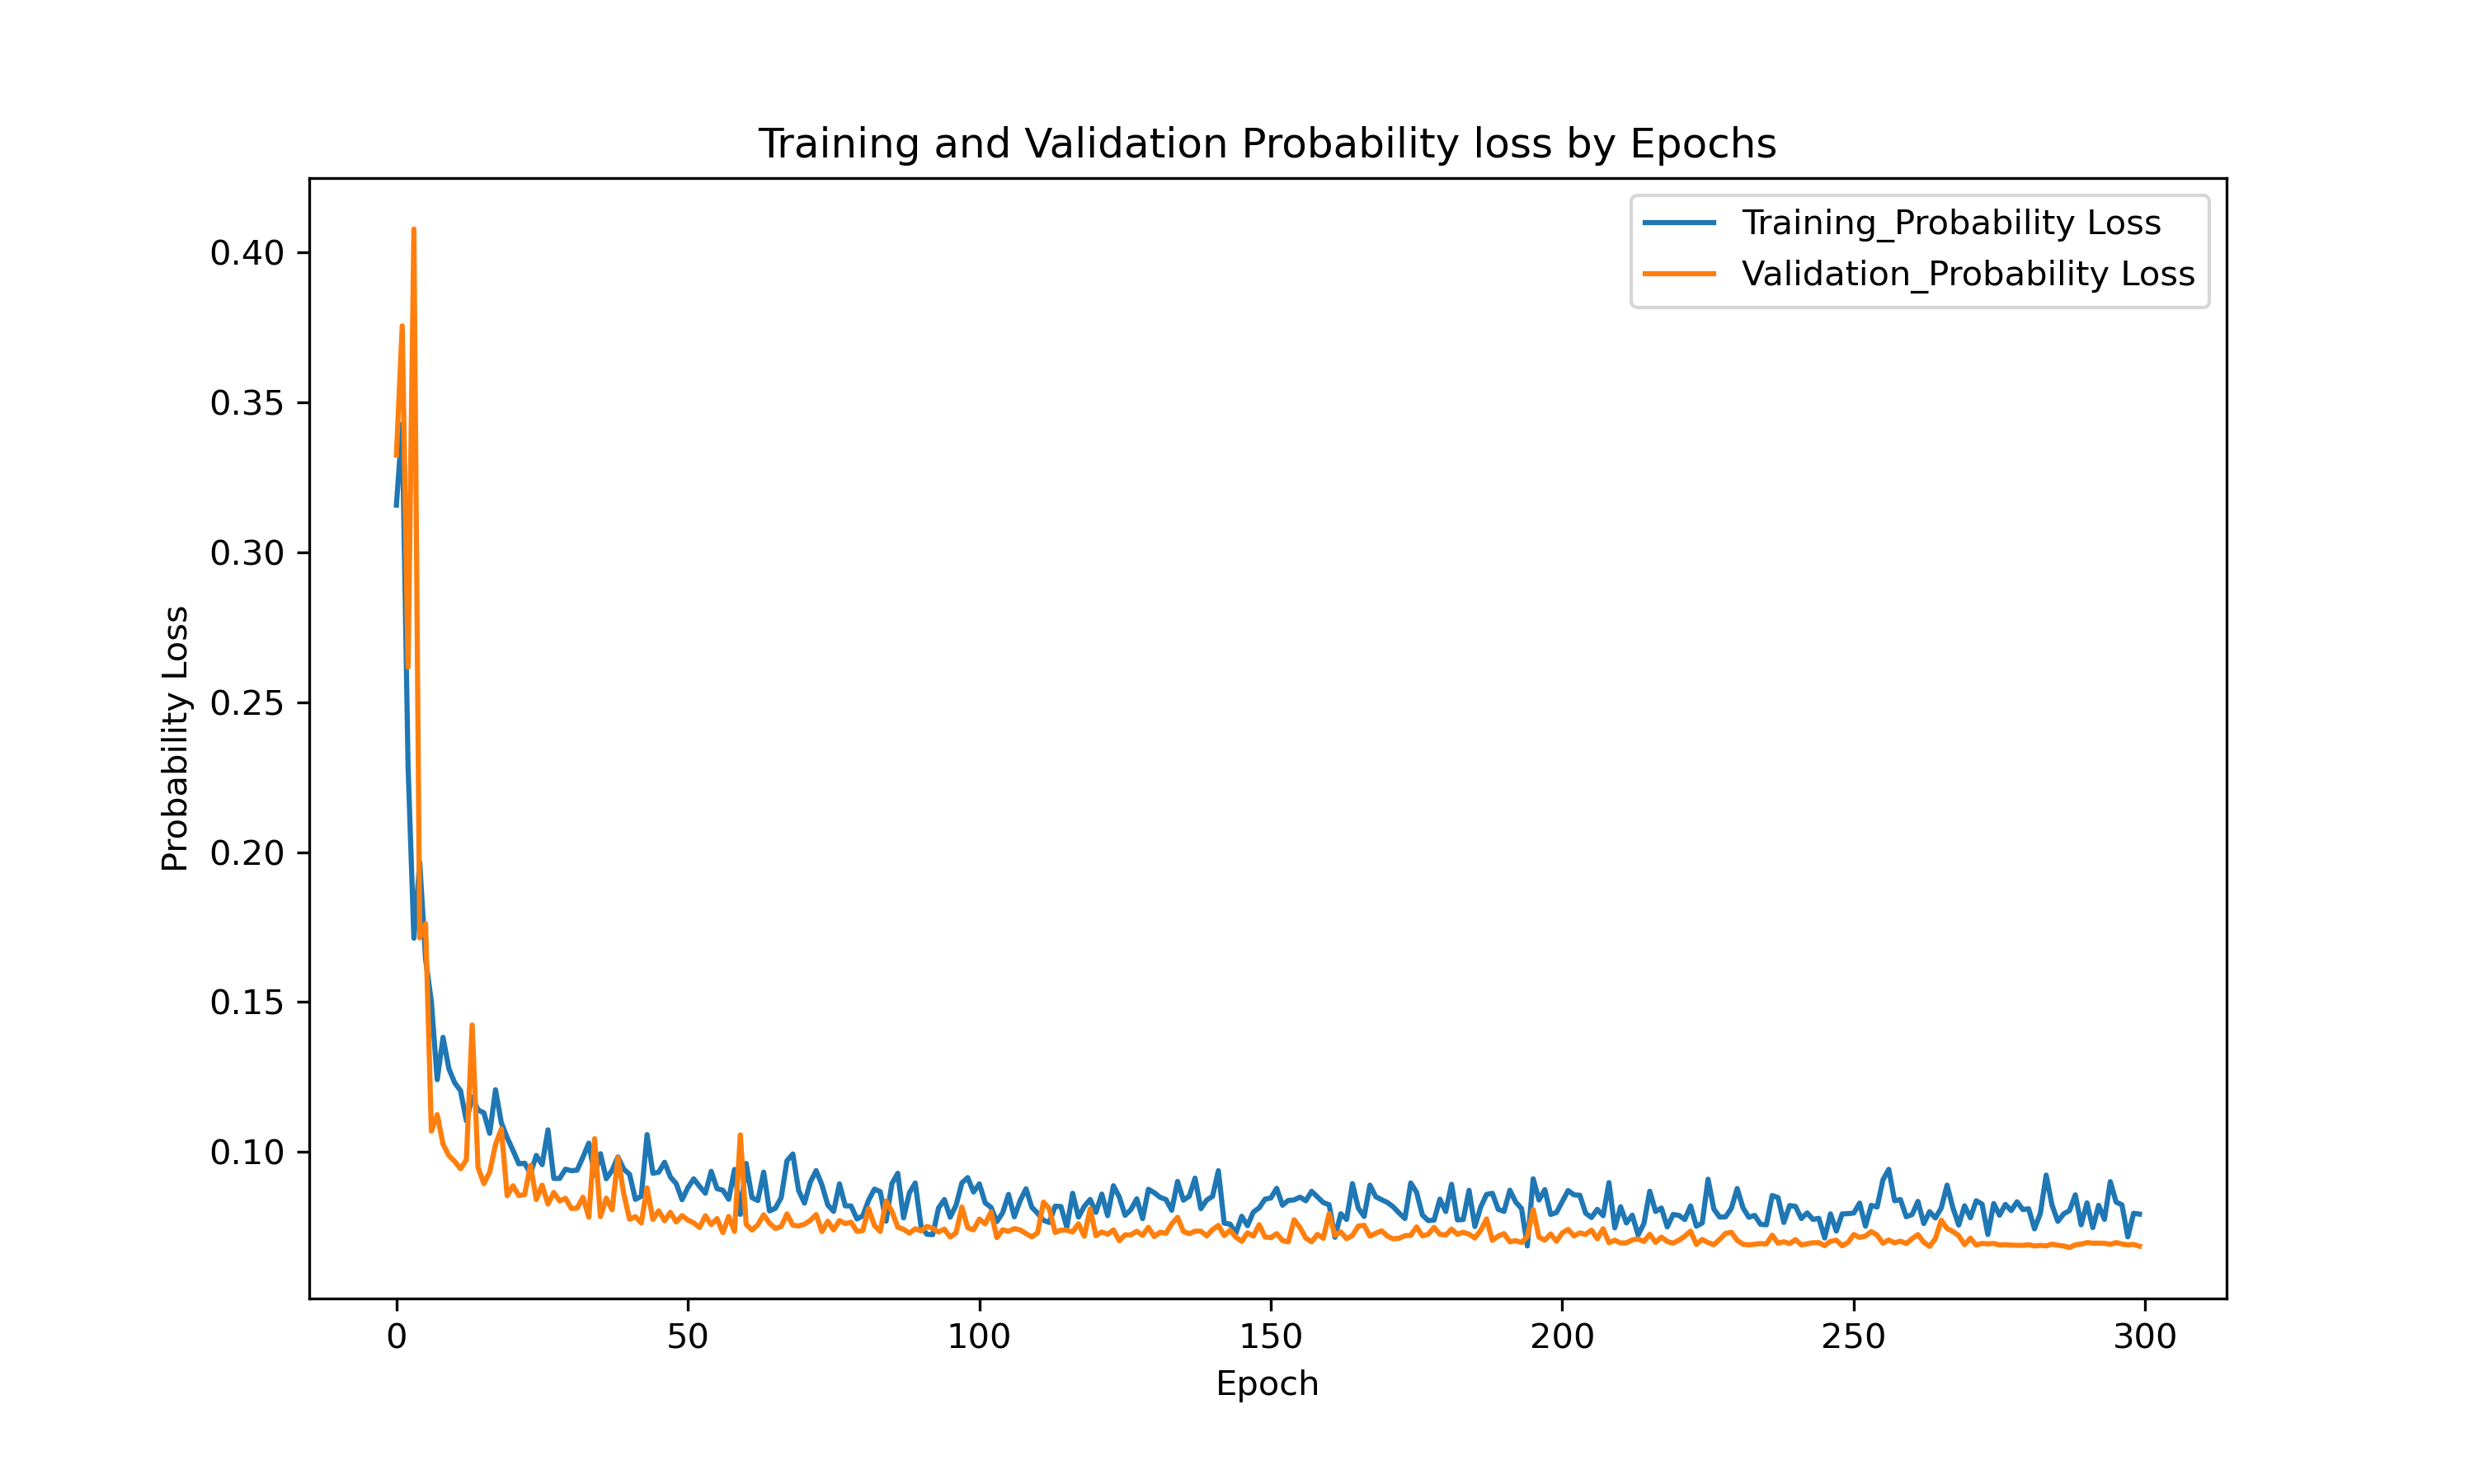 Training and Validation Probability loss by Epochs
Training_Probability Loss
Validation_Probability Loss
Probability Loss
0.40
0.35
0.30
0.25
0.20
0.15
0.10
0
50
100
150
200
250
300
Epoch